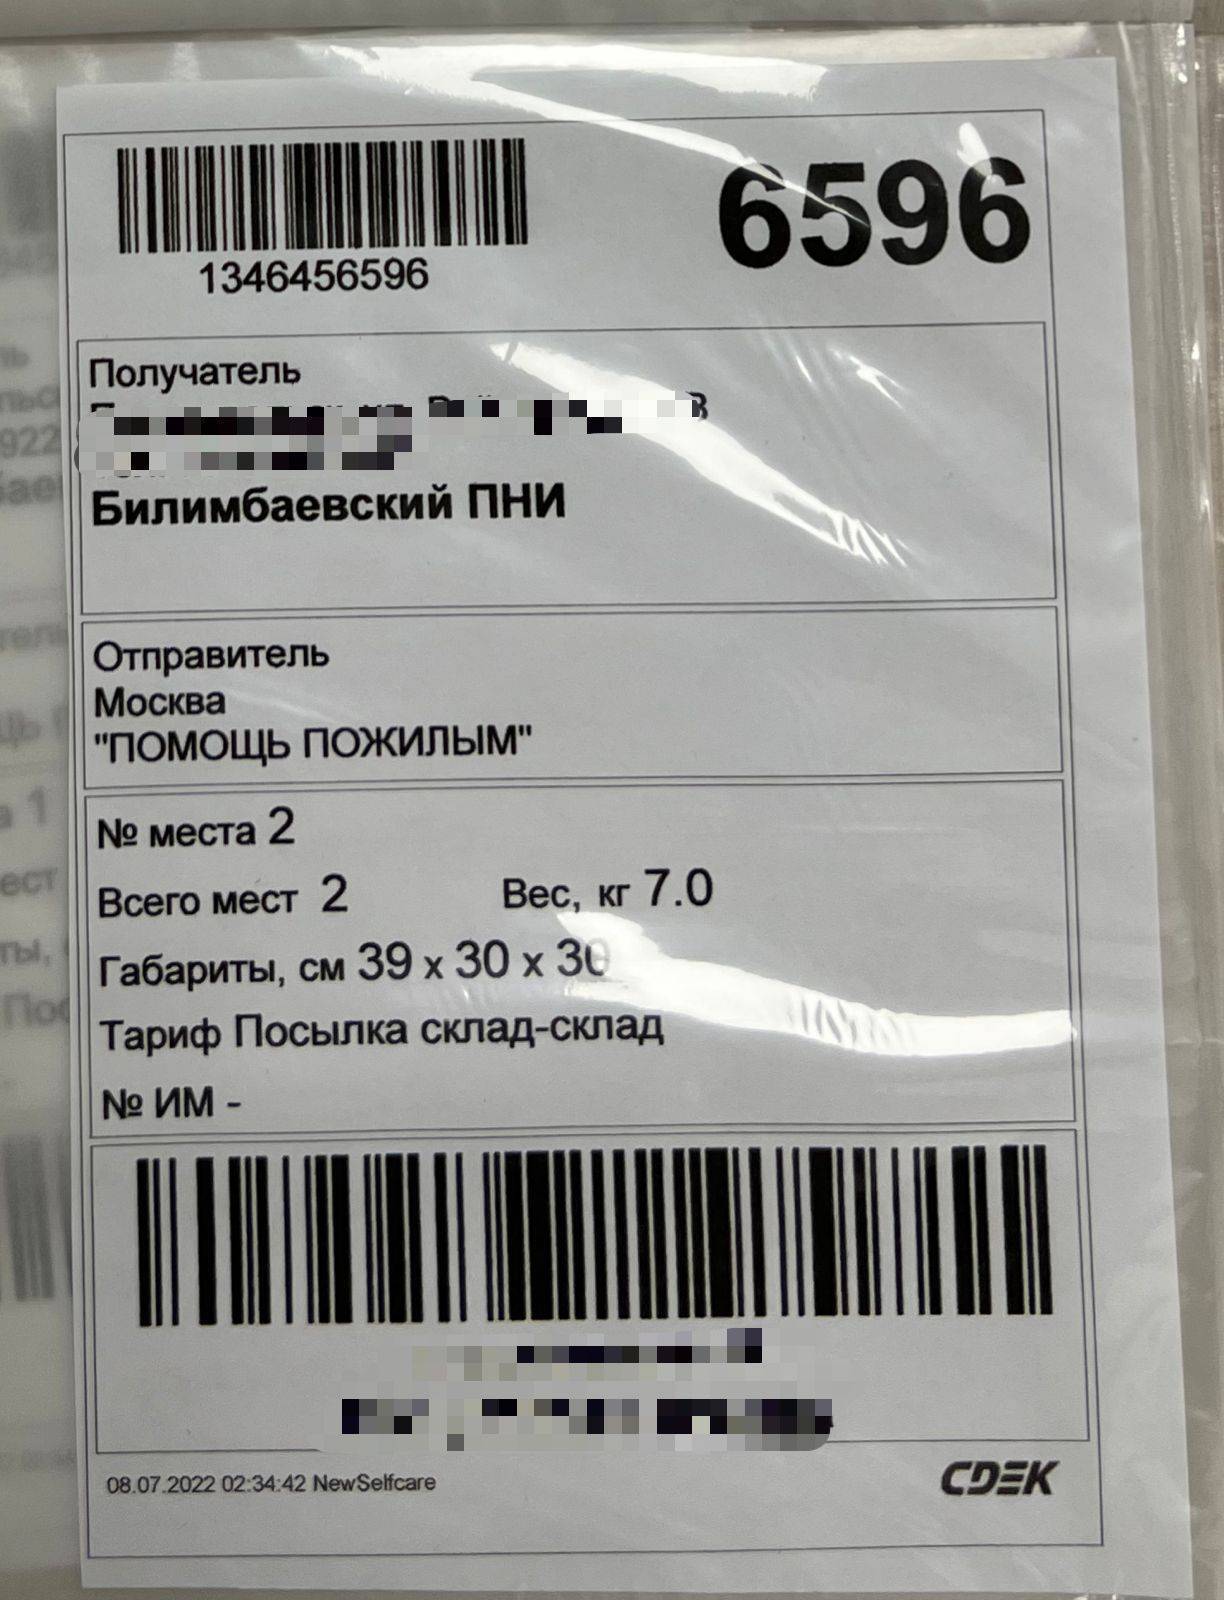 6596
1346456596
Получатель
Билимбаевский ПНИ
Отправитель
Москва
"ПОМОЩЬ ПОЖИЛЫМ"
№ места 2
Всего мест 2 Вес, кг 7.0
Габариты, см 39 x 30 x 30
Тариф Посылка склад-склад
№ ИМ -
08.07.2022 02:34:42 NewSelfcare
CDEK